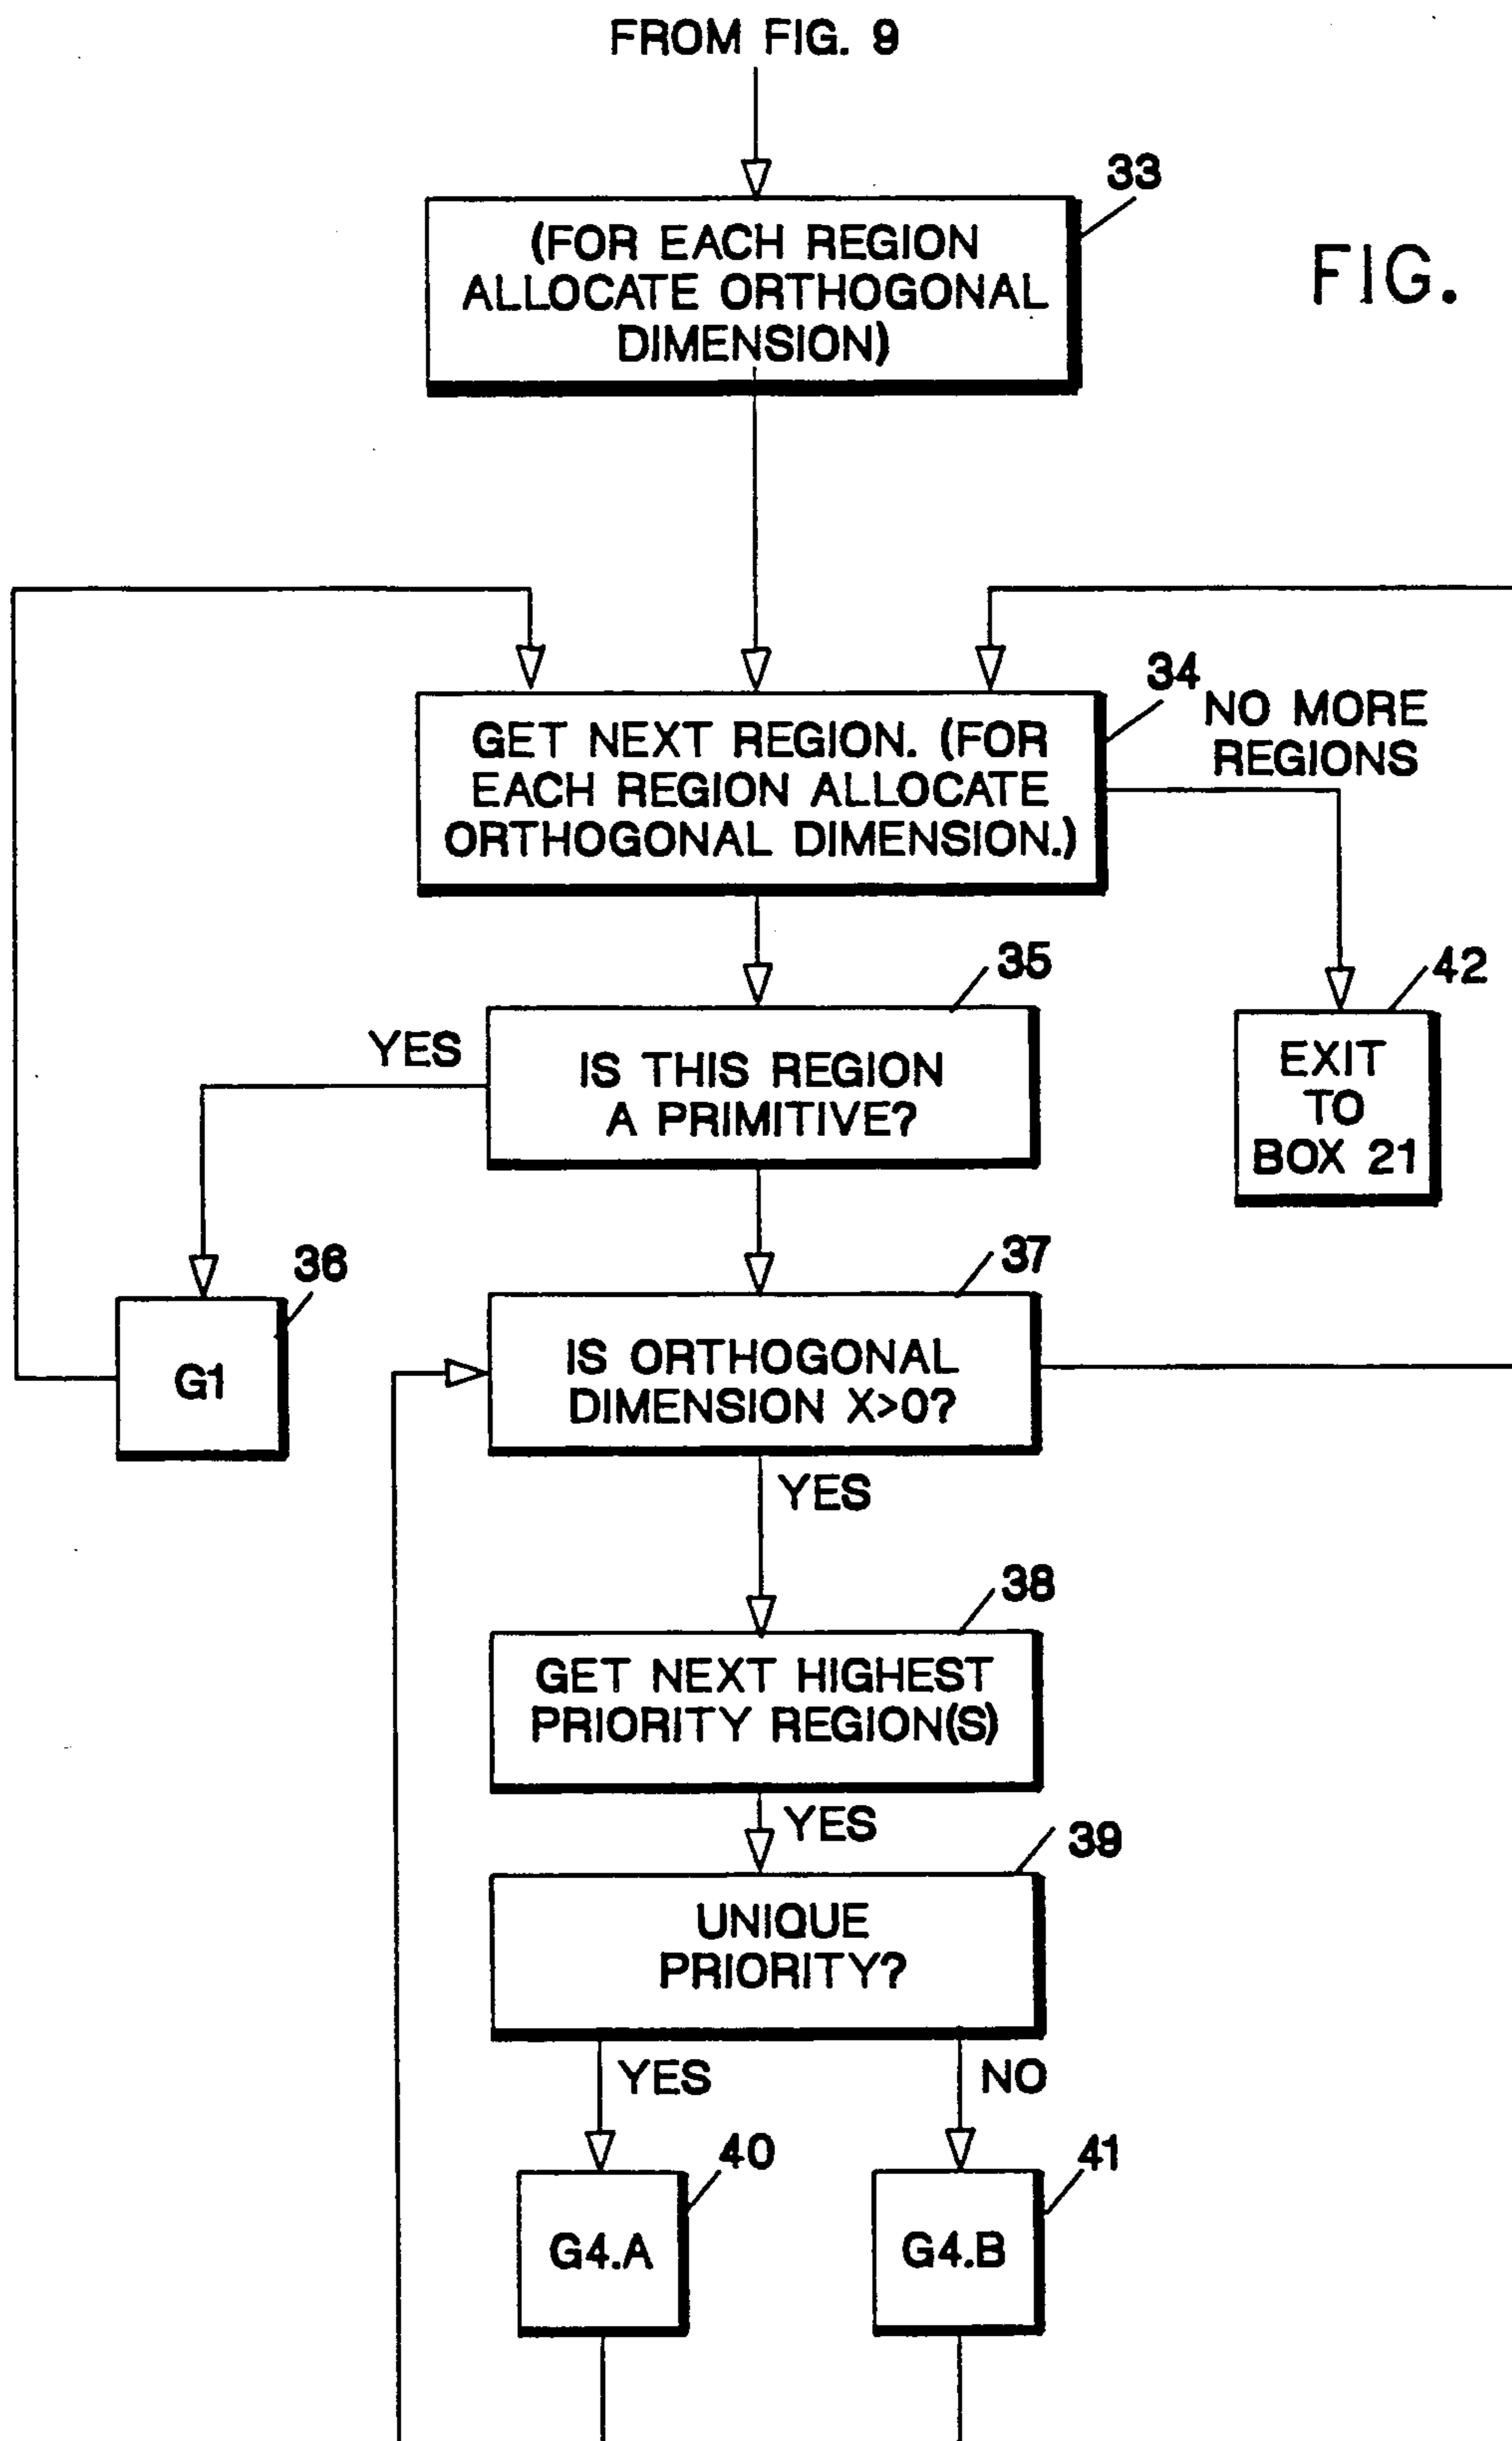 FROM FIG. 9
33
(FOR EACH REGION
ALLOCATE ORTHOGONAL
DIMENSION)
FIG.
34
NO MORE
REGIONS
GET NEXT REGION. (FOR
EACH REGION ALLOCATE
ORTHOGONAL DIMENSION.)
35
42
YES
IS THIS REGION
A PRIMITIVE?
EXIT
TO
BOX 21
36
37
G1
IS ORTHOGONAL
DIMENSION X>0?
YES
38
GET NEXT HIGHEST
PRIORITY REGION(S)
YES
39
UNIQUE
PRIORITY?
YES
NO
40
41
G4.A
G4.B